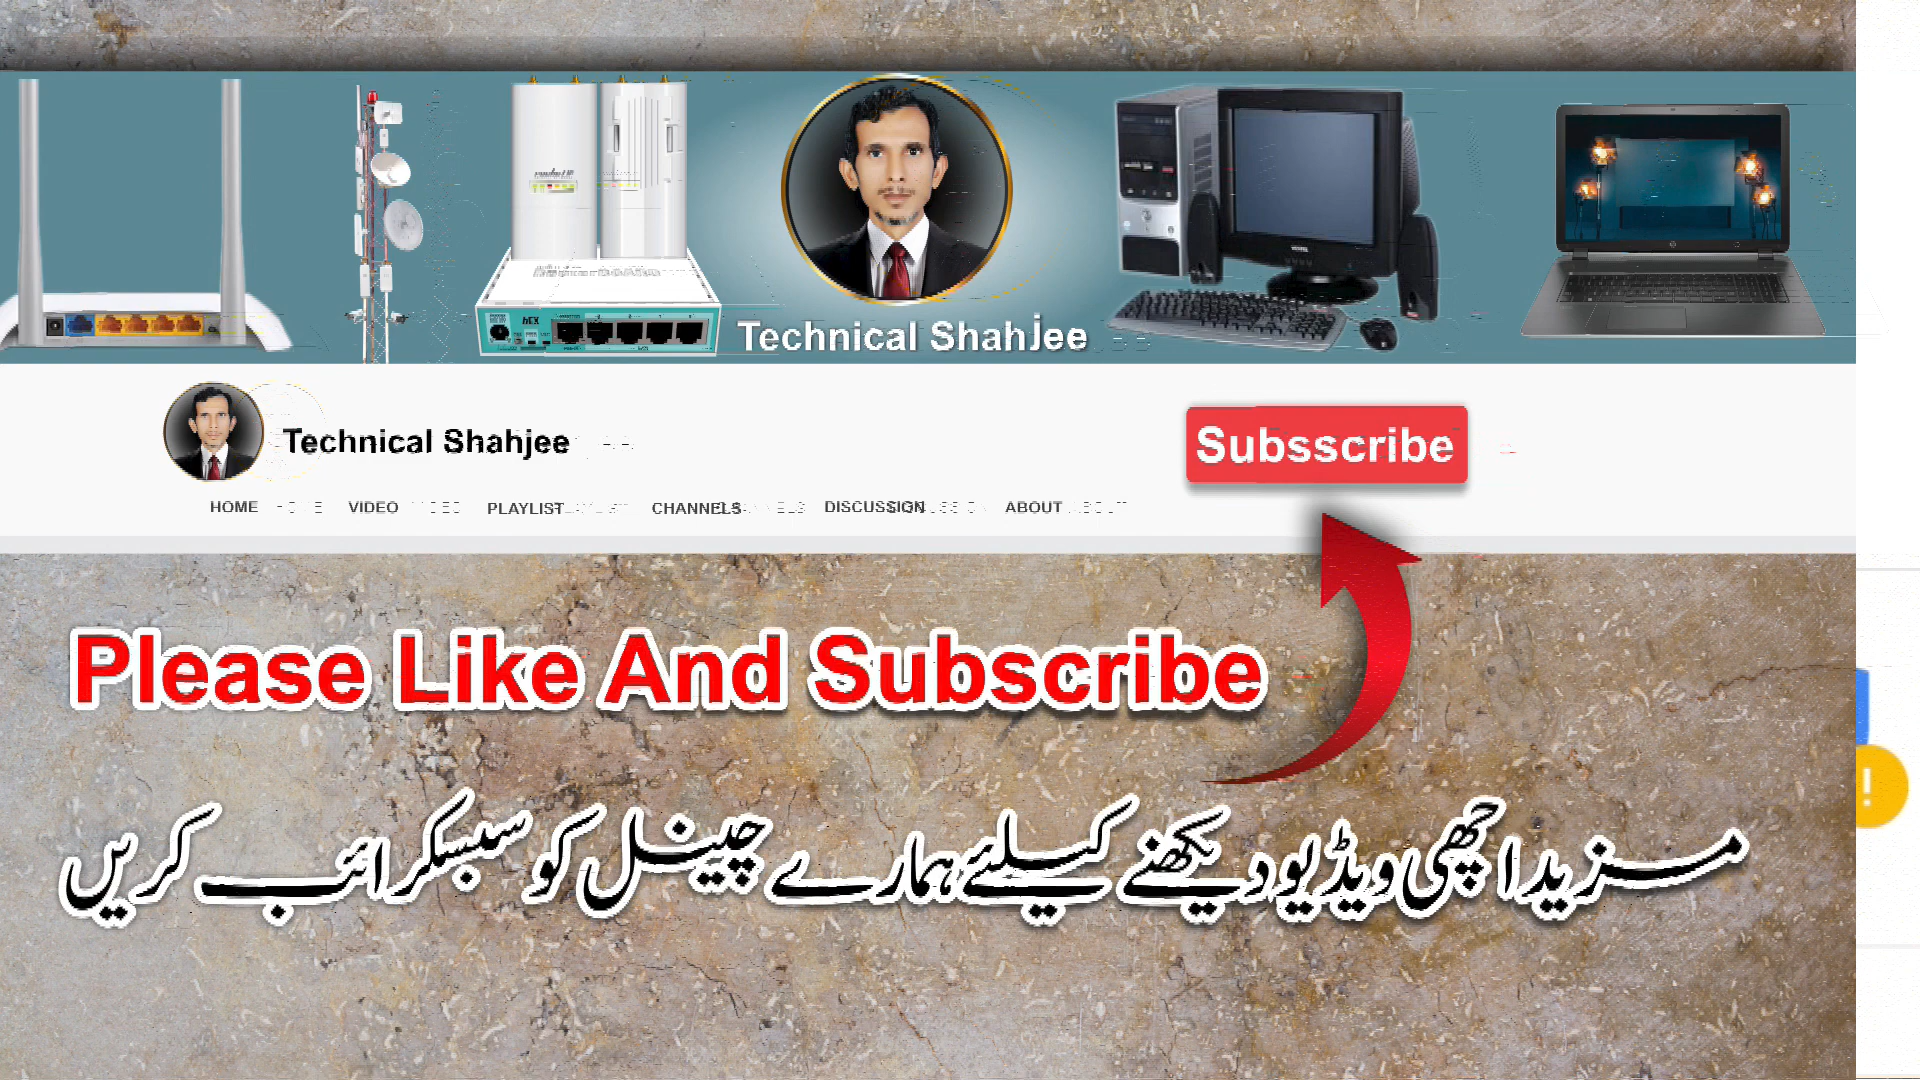 hEX
Technical Shahjee
Technical Shahjee
Subsscribe
HOME VIDEO PLAYLIST CHANNELS DISCUSSION ABOUT
Please Like And Subscribe
مزید اچھی ویڈیو دیکھنے کیلئے ہمارے چینل کو سبسکرائب کریں